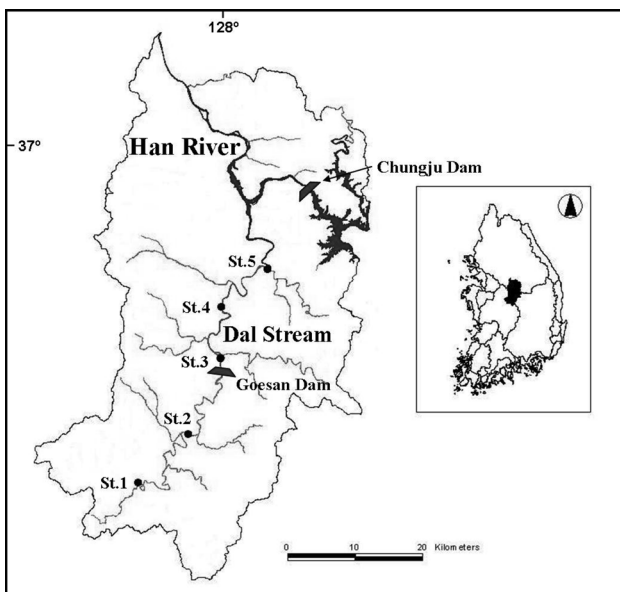 128°
37°
Han River
Chungju Dam
St.5
St.4
Dal Stream
St.3
Goesan Dam
St.2
St.1
0 10 20 Kilometers